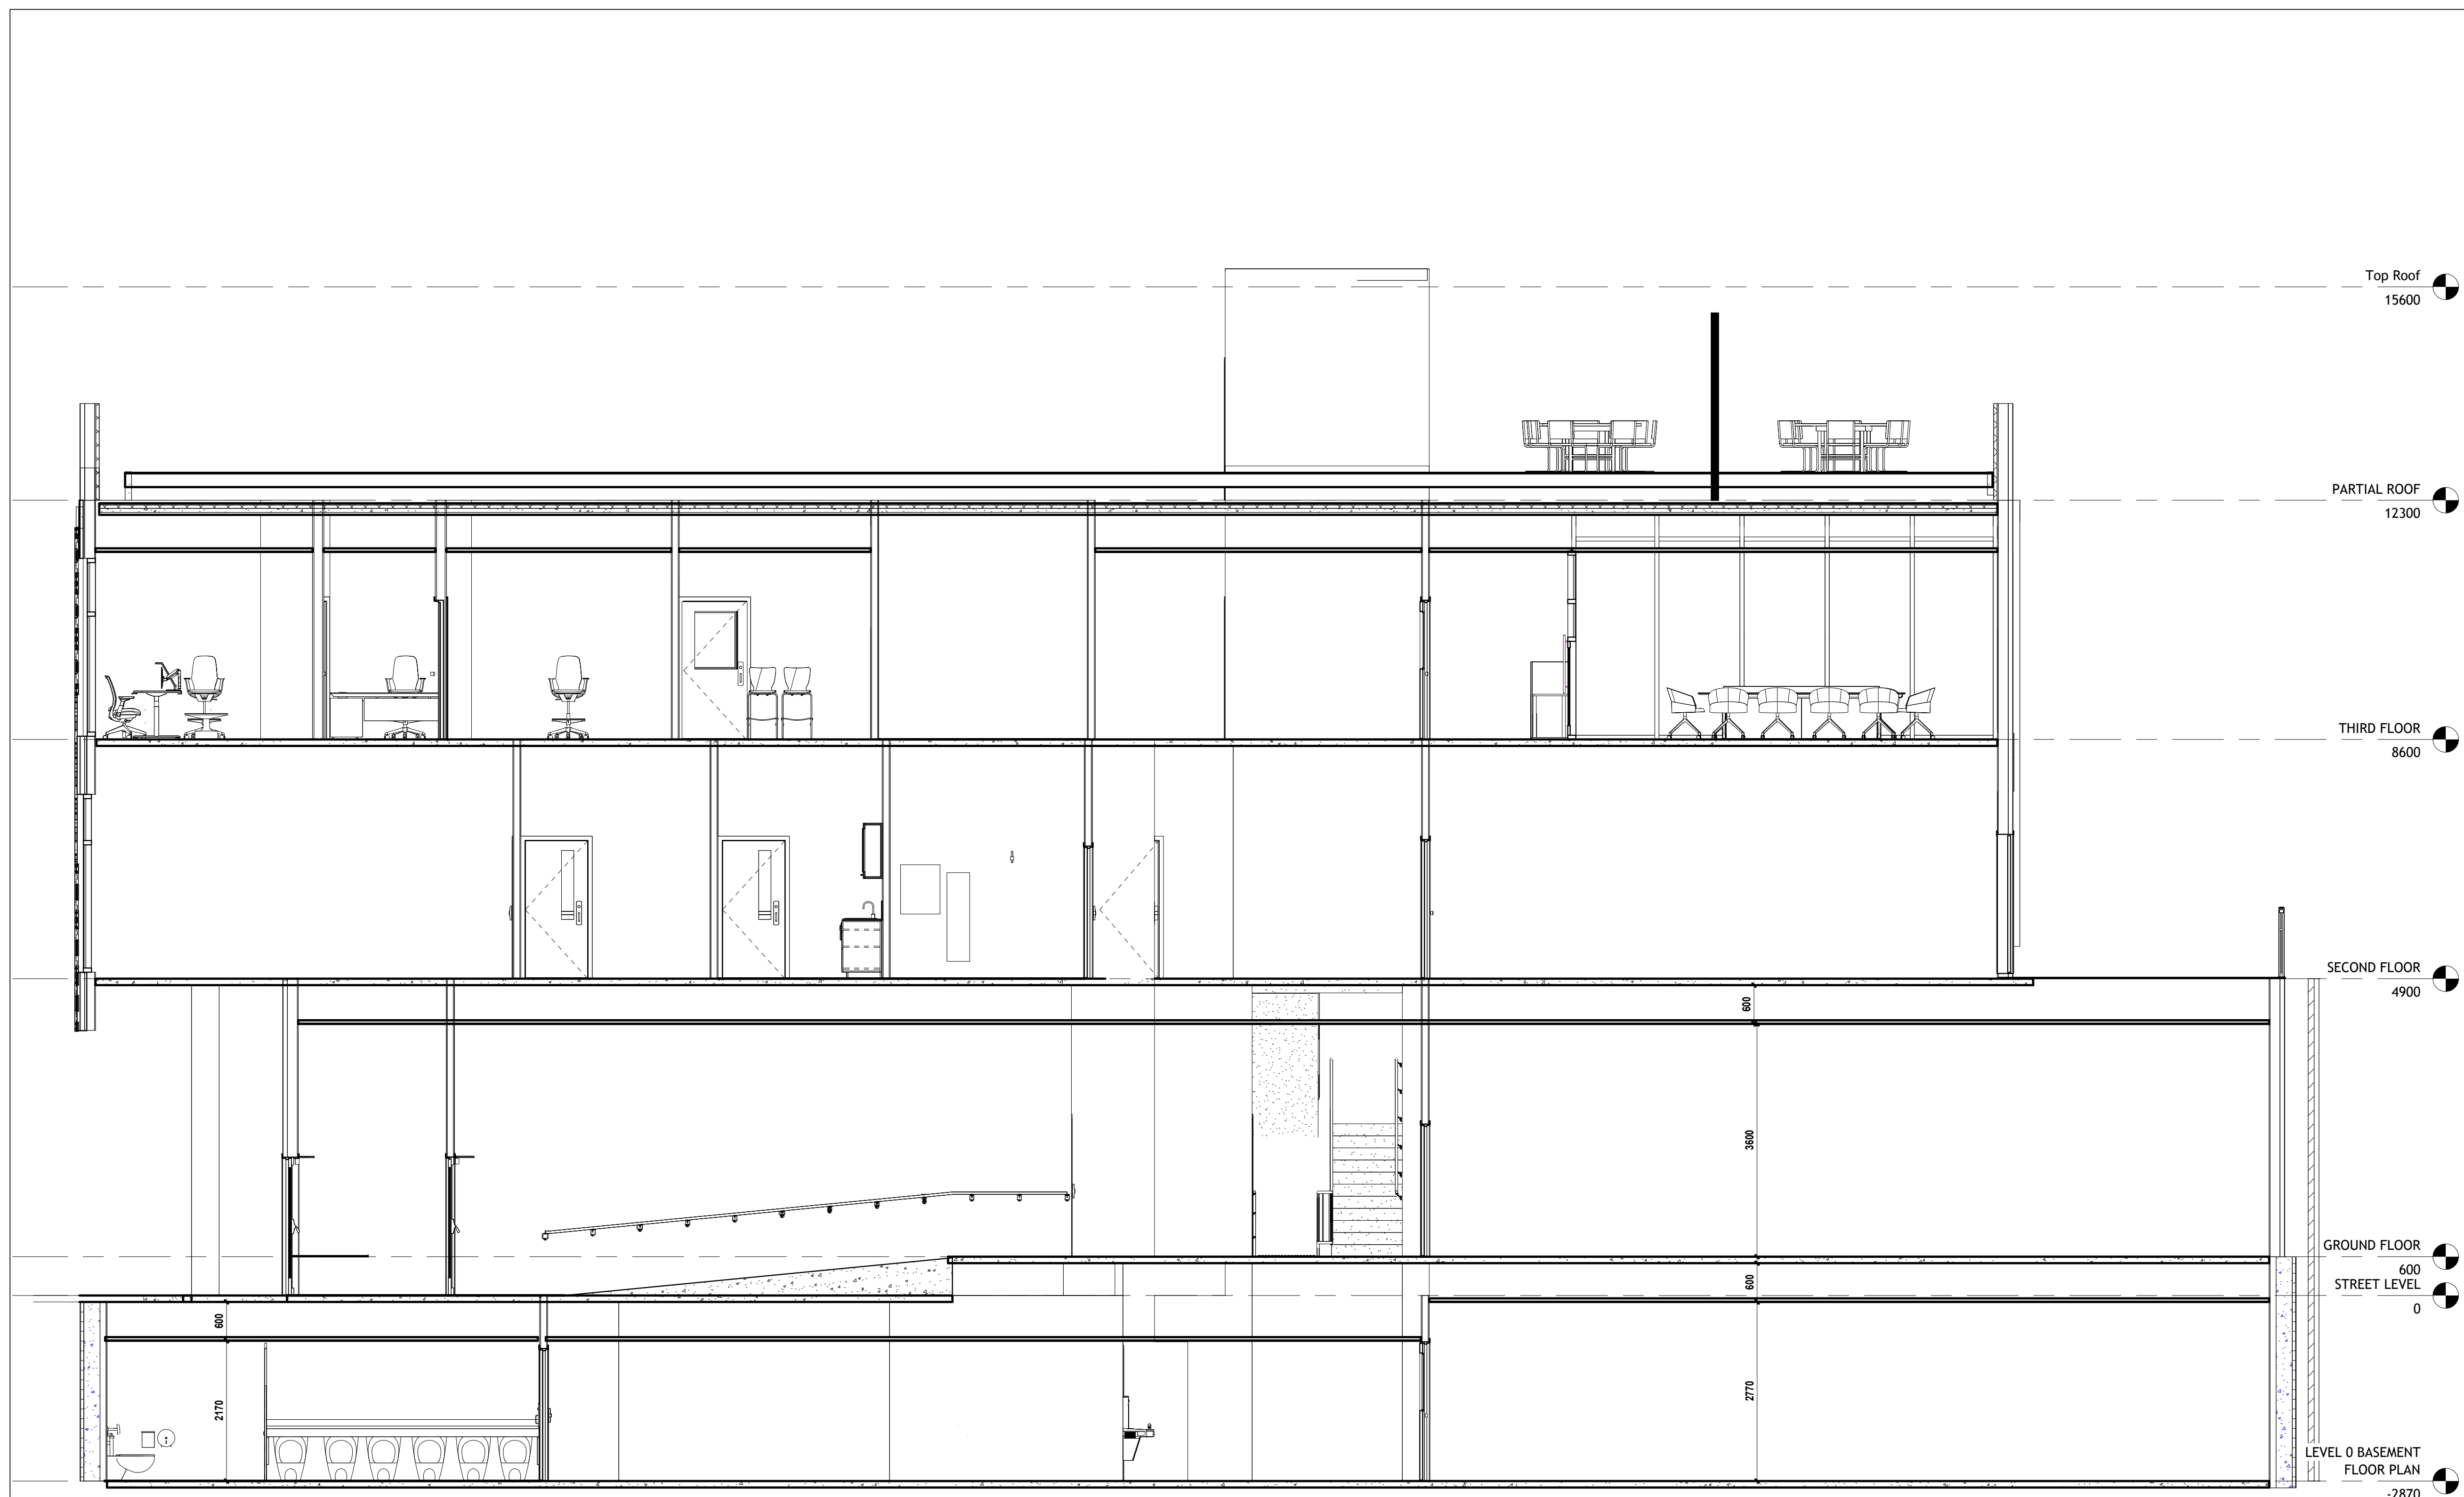 Top Roof
15600
PARTIAL ROOF
12300
THIRD FLOOR
8600
SECOND FLOOR
4900
600
3600
GROUND FLOOR
600
STREET LEVEL
0
600
600
2170
2770
LEVEL 0 BASEMENT
FLOOR PLAN
-2870